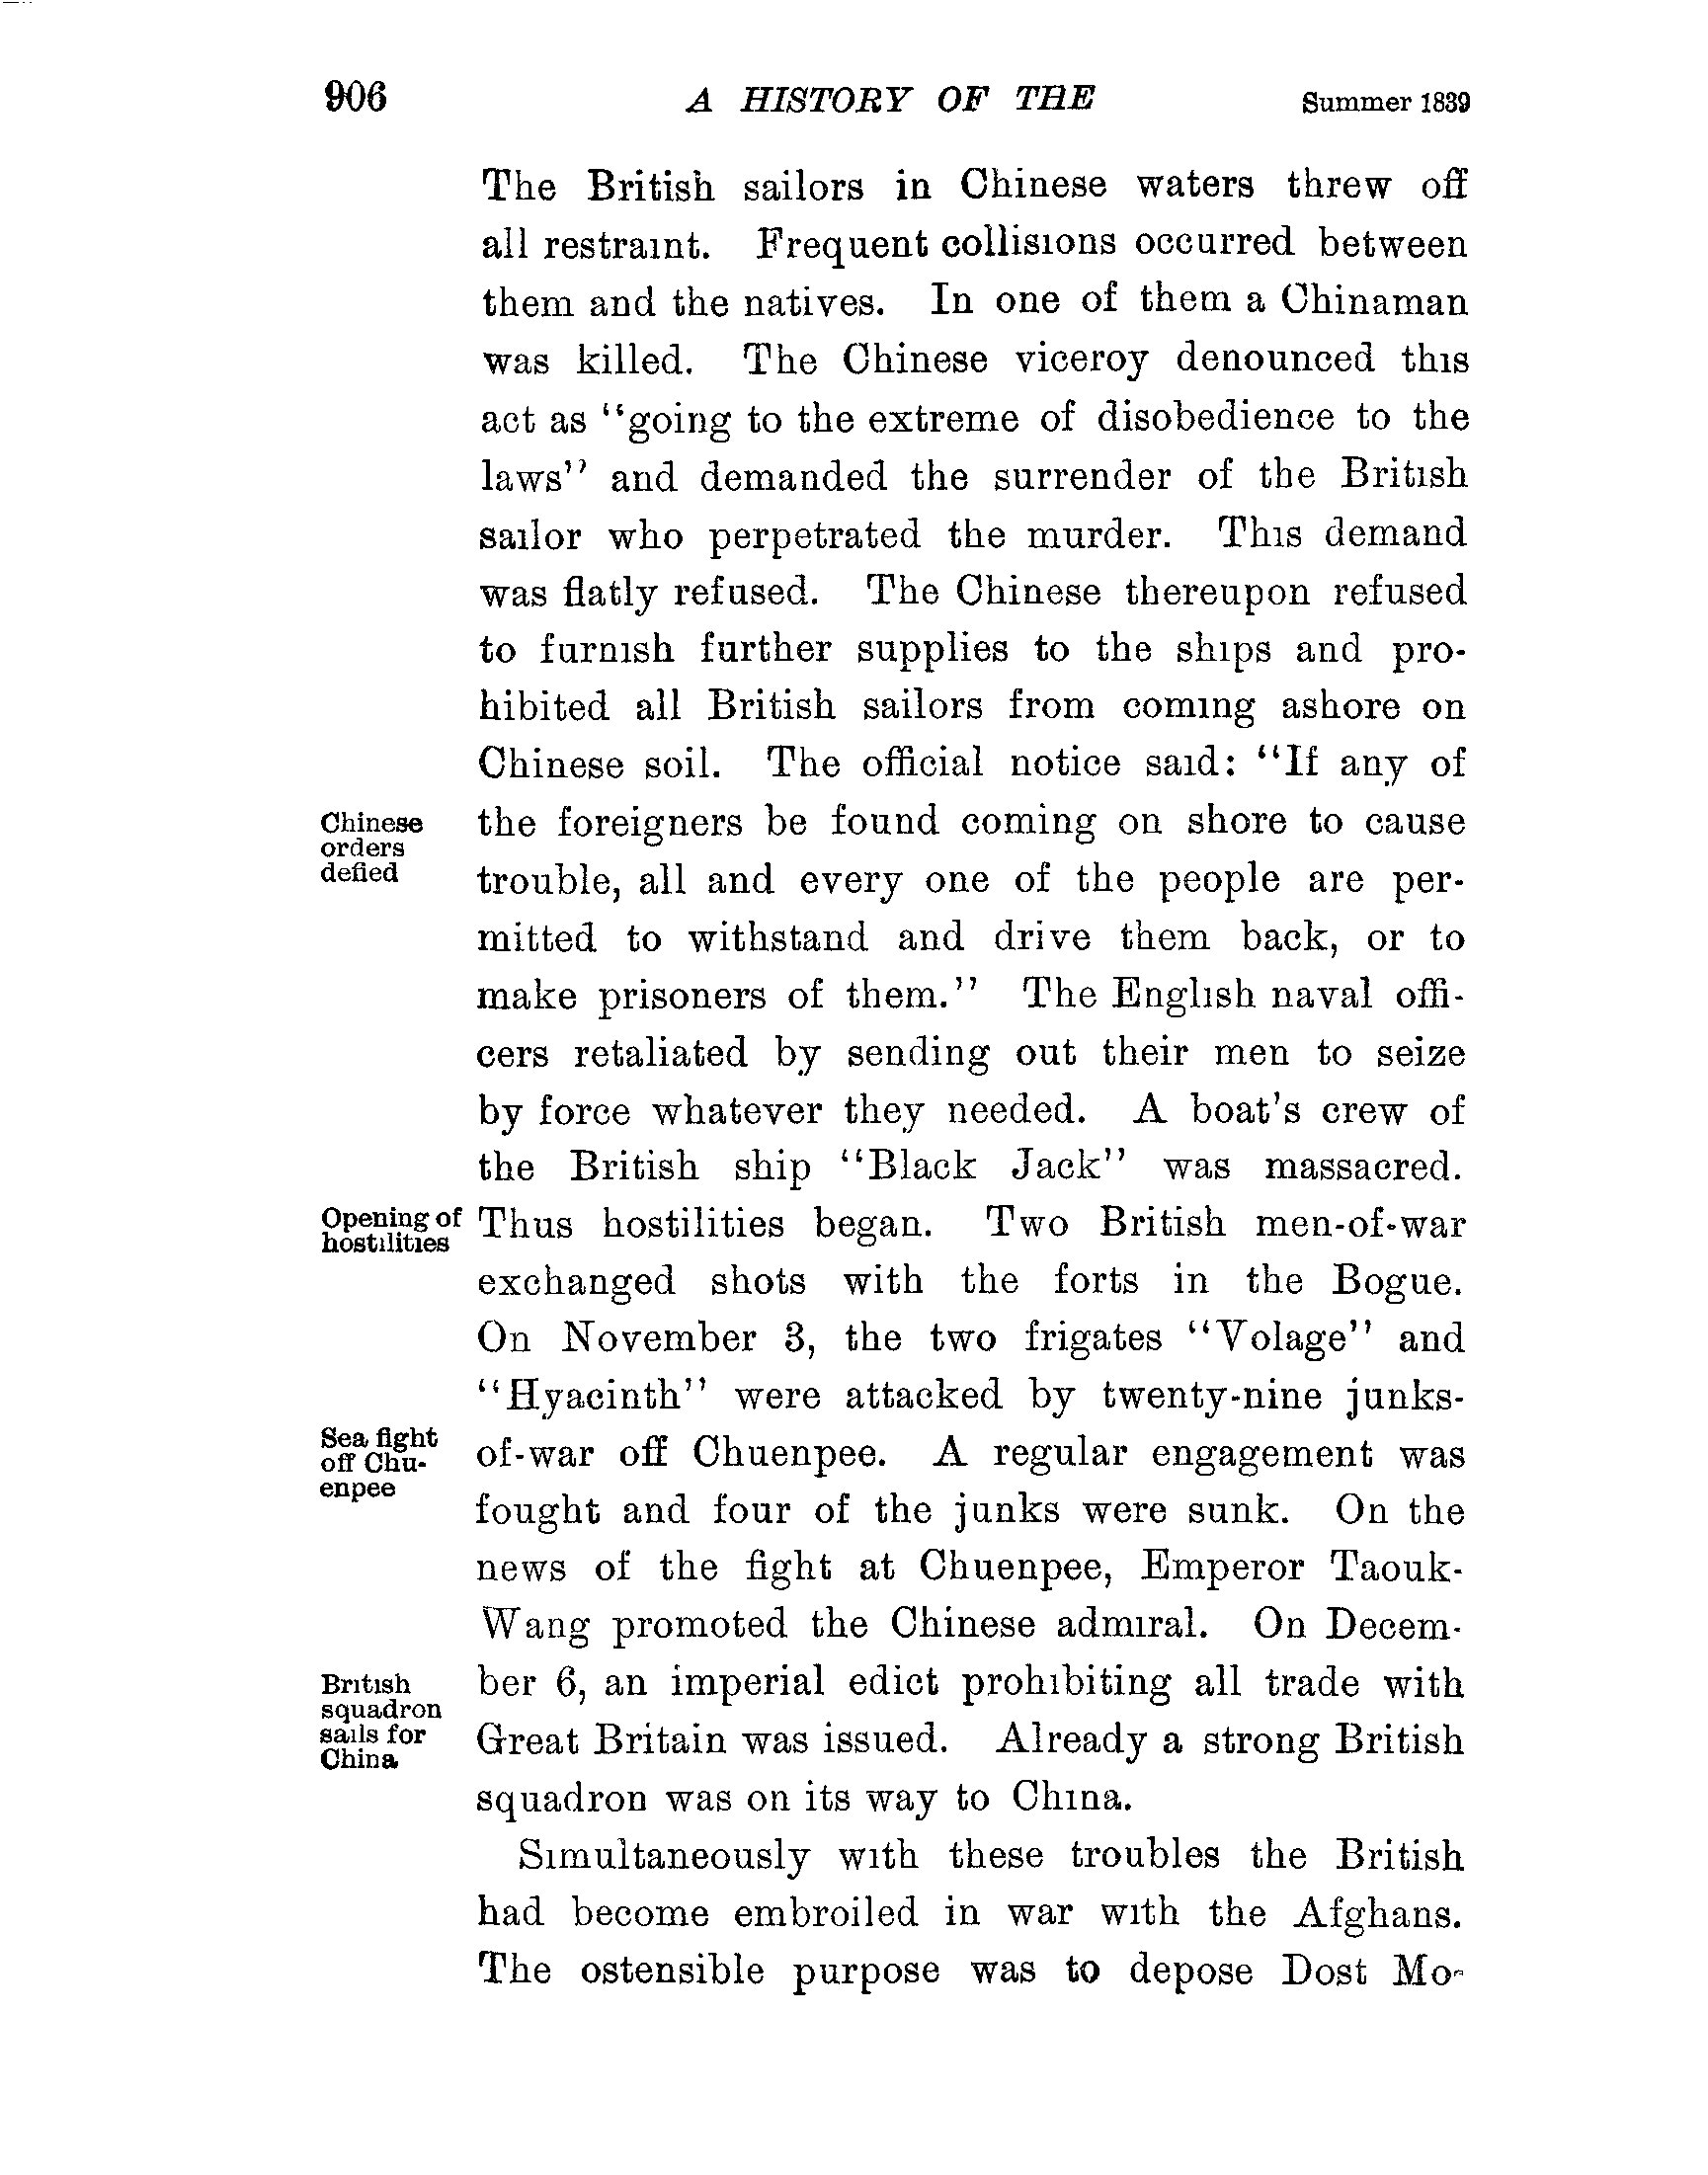 906 A HISTORY OF THE Summer 1839
The British sailors in Chinese waters threw off
all restraint. Frequent collisions occurred between
them and the natives. In one of them a Chinaman
was killed. The Chinese viceroy denounced this
act as "going to the extreme of disobedience to the
laws" and demanded the surrender of the British
sailor who perpetrated the murder. This demand
was flatly refused. The Chinese thereupon refused
to furnish further supplies to the ships and pro-
hibited all British sailors from coming ashore on
Chinese soil. The official notice said: "If any of
Chinese
orders
defied
the foreigners be found coming on shore to cause
trouble, all and every one of the people are per-
mitted to withstand and drive them back, or to
make prisoners of them." The English naval offi-
cers retaliated by sending out their men to seize
by force whatever they needed. A boat's crew of
the British ship "Black Jack" was massacred.
Opening of
hostilities
Thus hostilities began. Two British men-of-war
exchanged shots with the forts in the Bogue.
On November 3, the two frigates "Volage" and
"Hyacinth" were attacked by twenty-nine junks-
Sea fight
off Chu-
enpee
of-war off Chuenpee. A regular engagement was
fought and four of the junks were sunk. On the
news of the fight at Chuenpee, Emperor Taouk-
Wang promoted the Chinese admiral. On Decem-
British
squadron
sails for
China
ber 6, an imperial edict prohibiting all trade with
Great Britain was issued. Already a strong British
squadron was on its way to China.
Simultaneously with these troubles the British
had become embroiled in war with the Afghans.
The ostensible purpose was to depose Dost Mo-